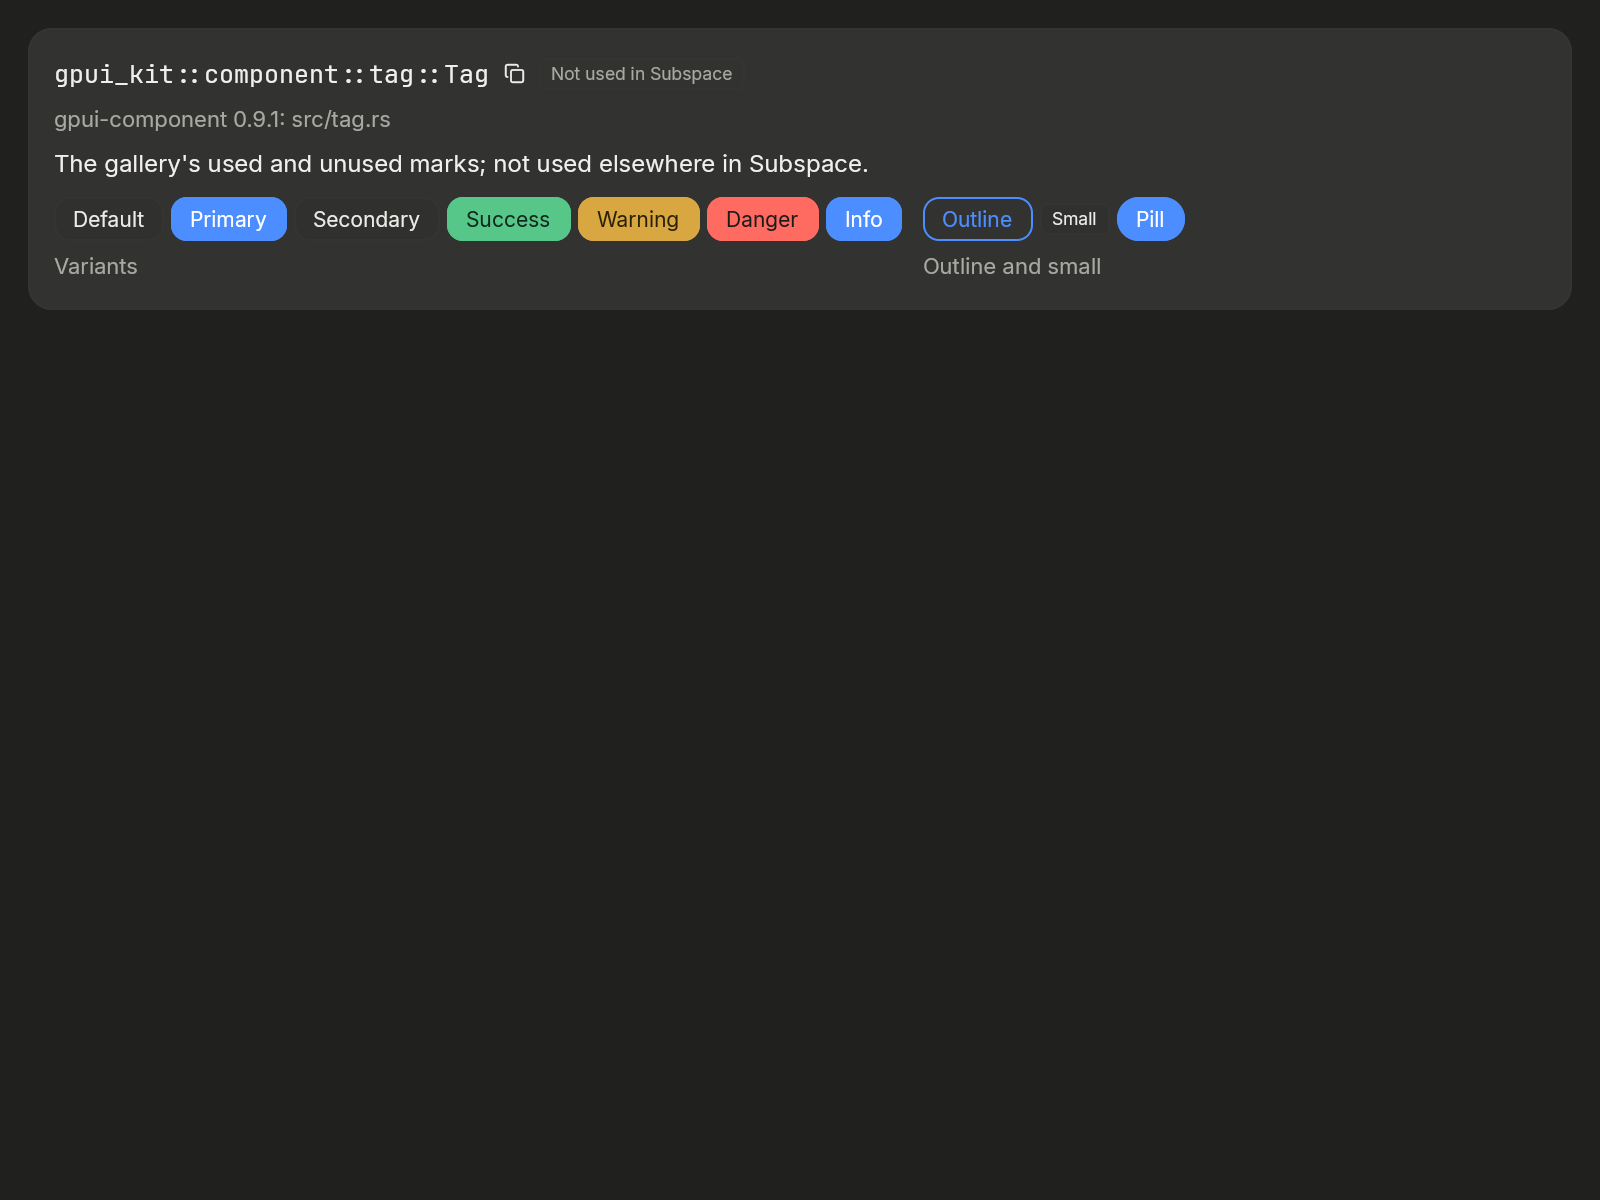 gpui_kit::component::tag::Tag Not used in Subspace
gpui-component 0.9.1: src/tag.rs
The gallery's used and unused marks; not used elsewhere in Subspace.
Default Primary Secondary Success Warning Danger Info Outline Small Pill
Variants Outline and small